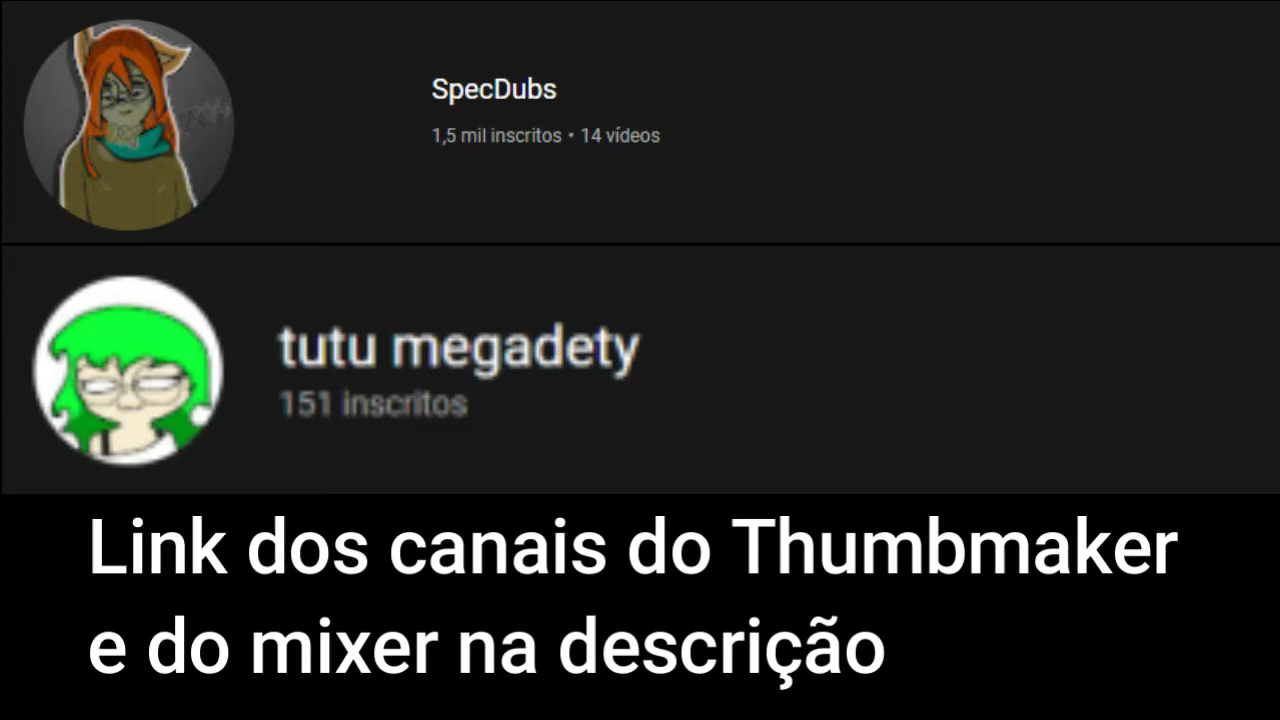 SpecDubs
1,5 mil inscritos • 14 vídeos
tutu megadety
151 inscritos
Link dos canais do Thumbmaker
e do mixer na descrição